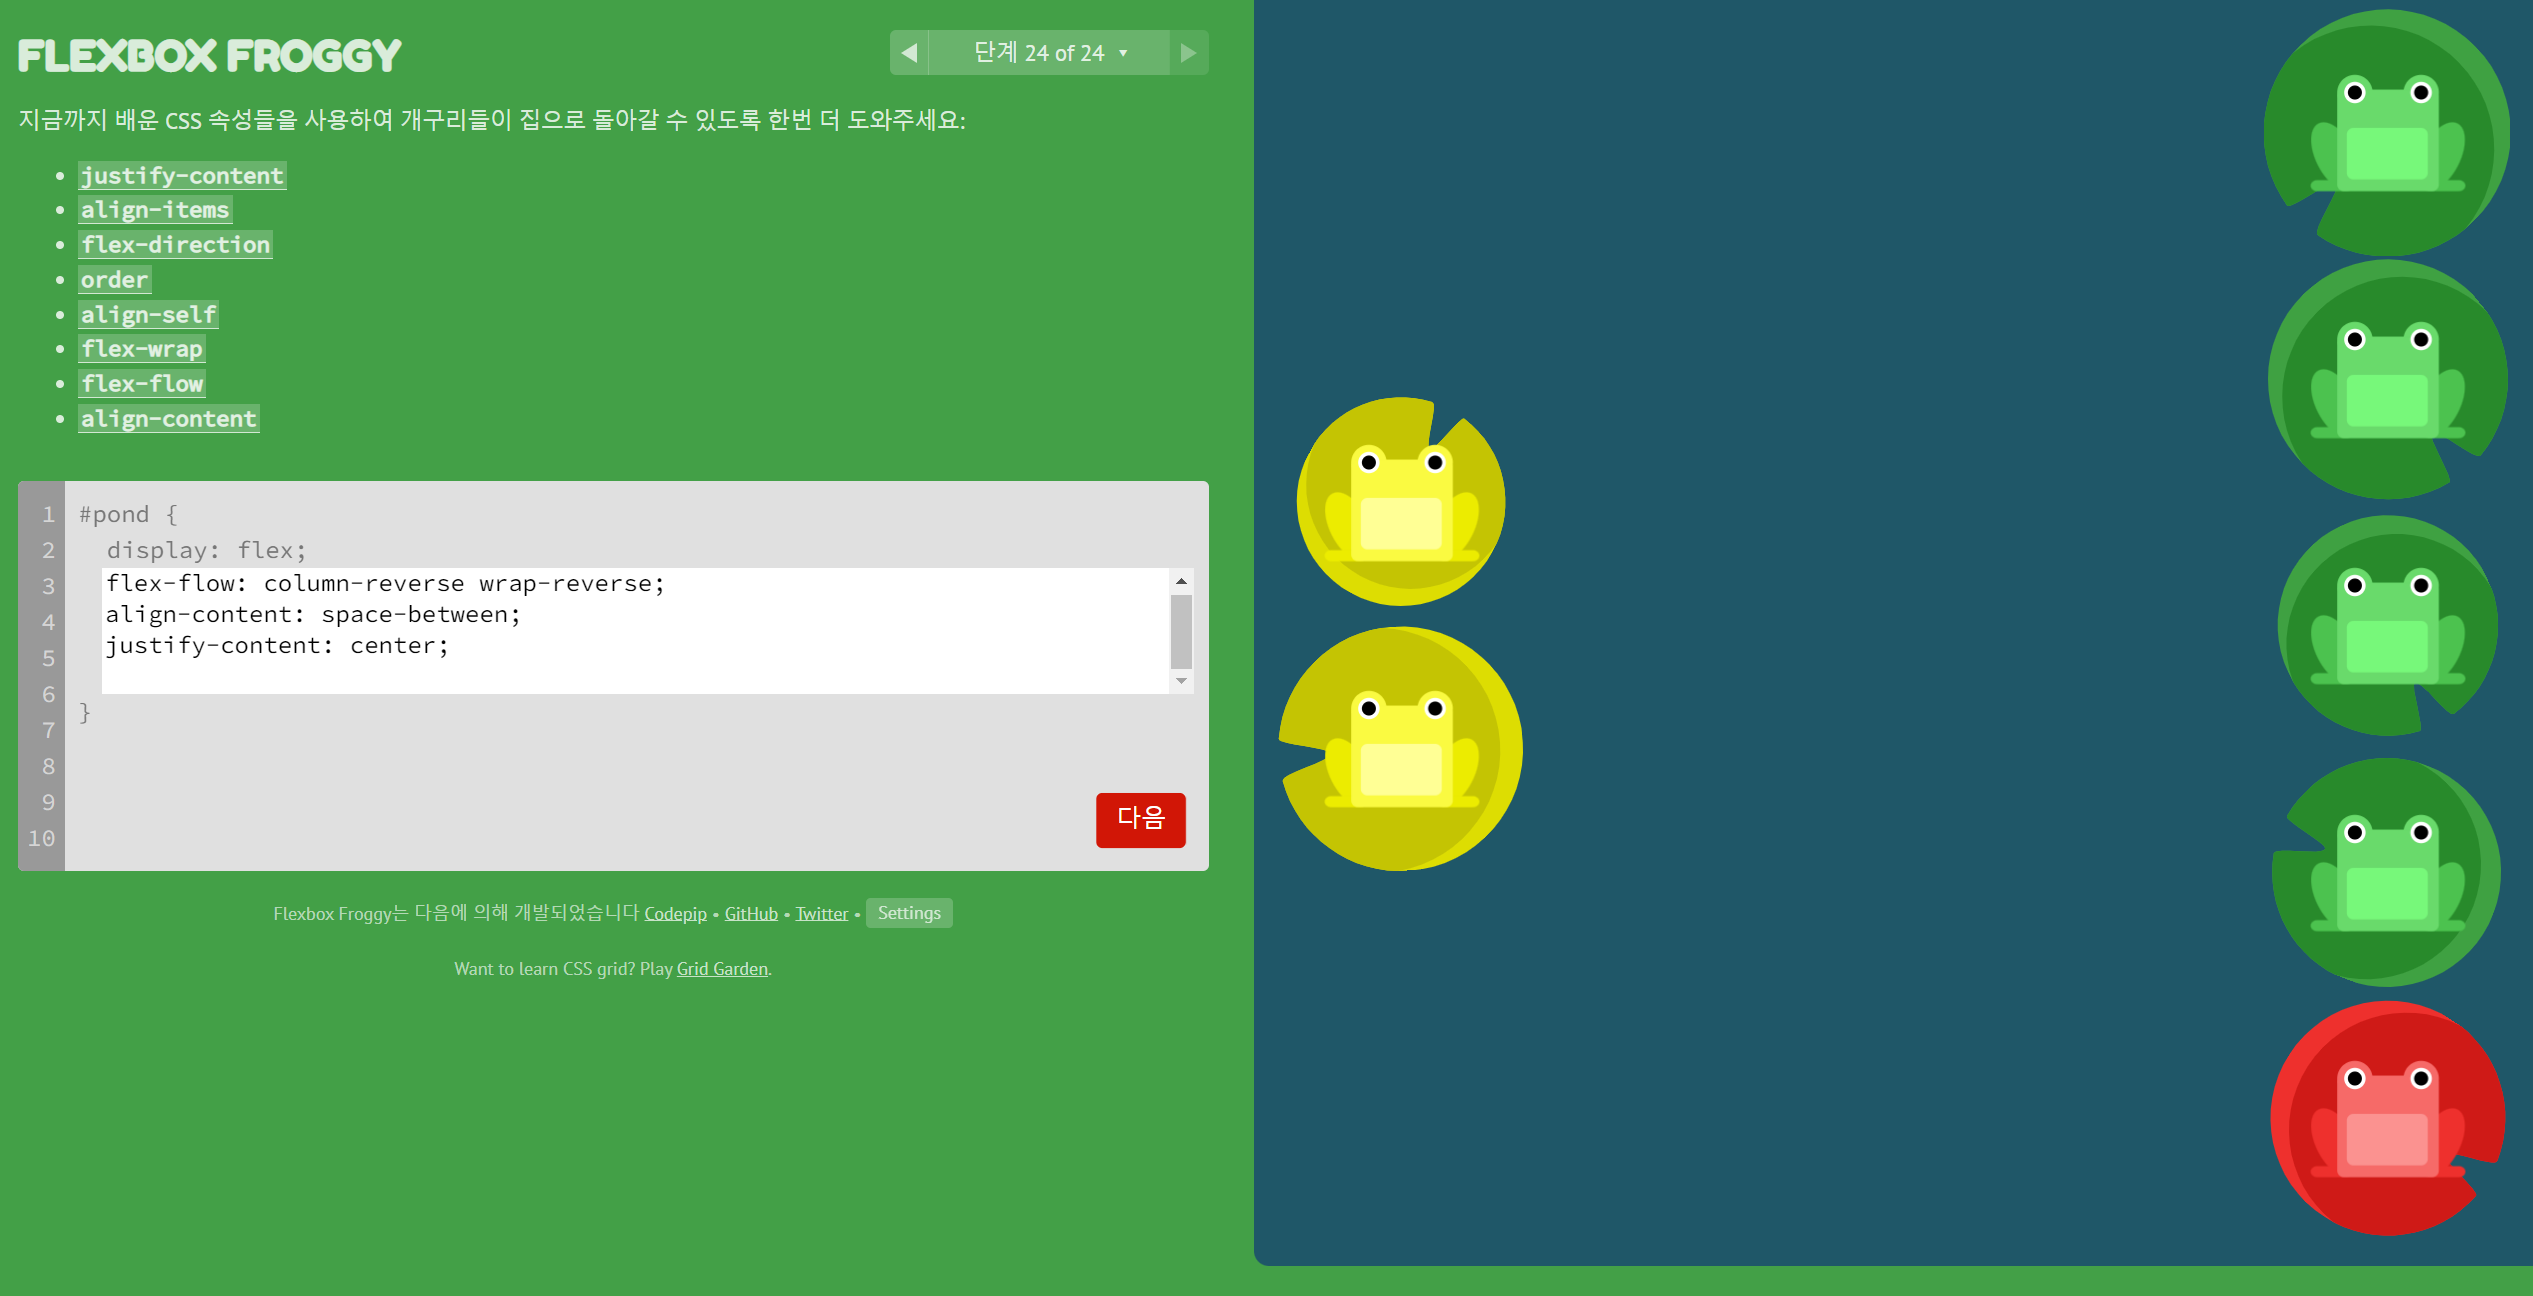 FLEXBOX FROGGY
◀ 단계 24 of 24 ▼ ▶
지금까지 배운 CSS 속성들을 사용하여 개구리들이 집으로 돌아갈 수 있도록 한번 더 도와주세요:
• justify-content
• align-items
• flex-direction
• order
• align-self
• flex-wrap
• flex-flow
• align-content
1 #pond {
2 display: flex;
3 flex-flow: column-reverse wrap-reverse;
4 align-content: space-between;
5 justify-content: center;
6
7 }
8
9
10
다음
Flexbox Froggy는 다음에 의해 개발되었습니다 Codepip • GitHub • Twitter • Settings
Want to learn CSS grid? Play Grid Garden.